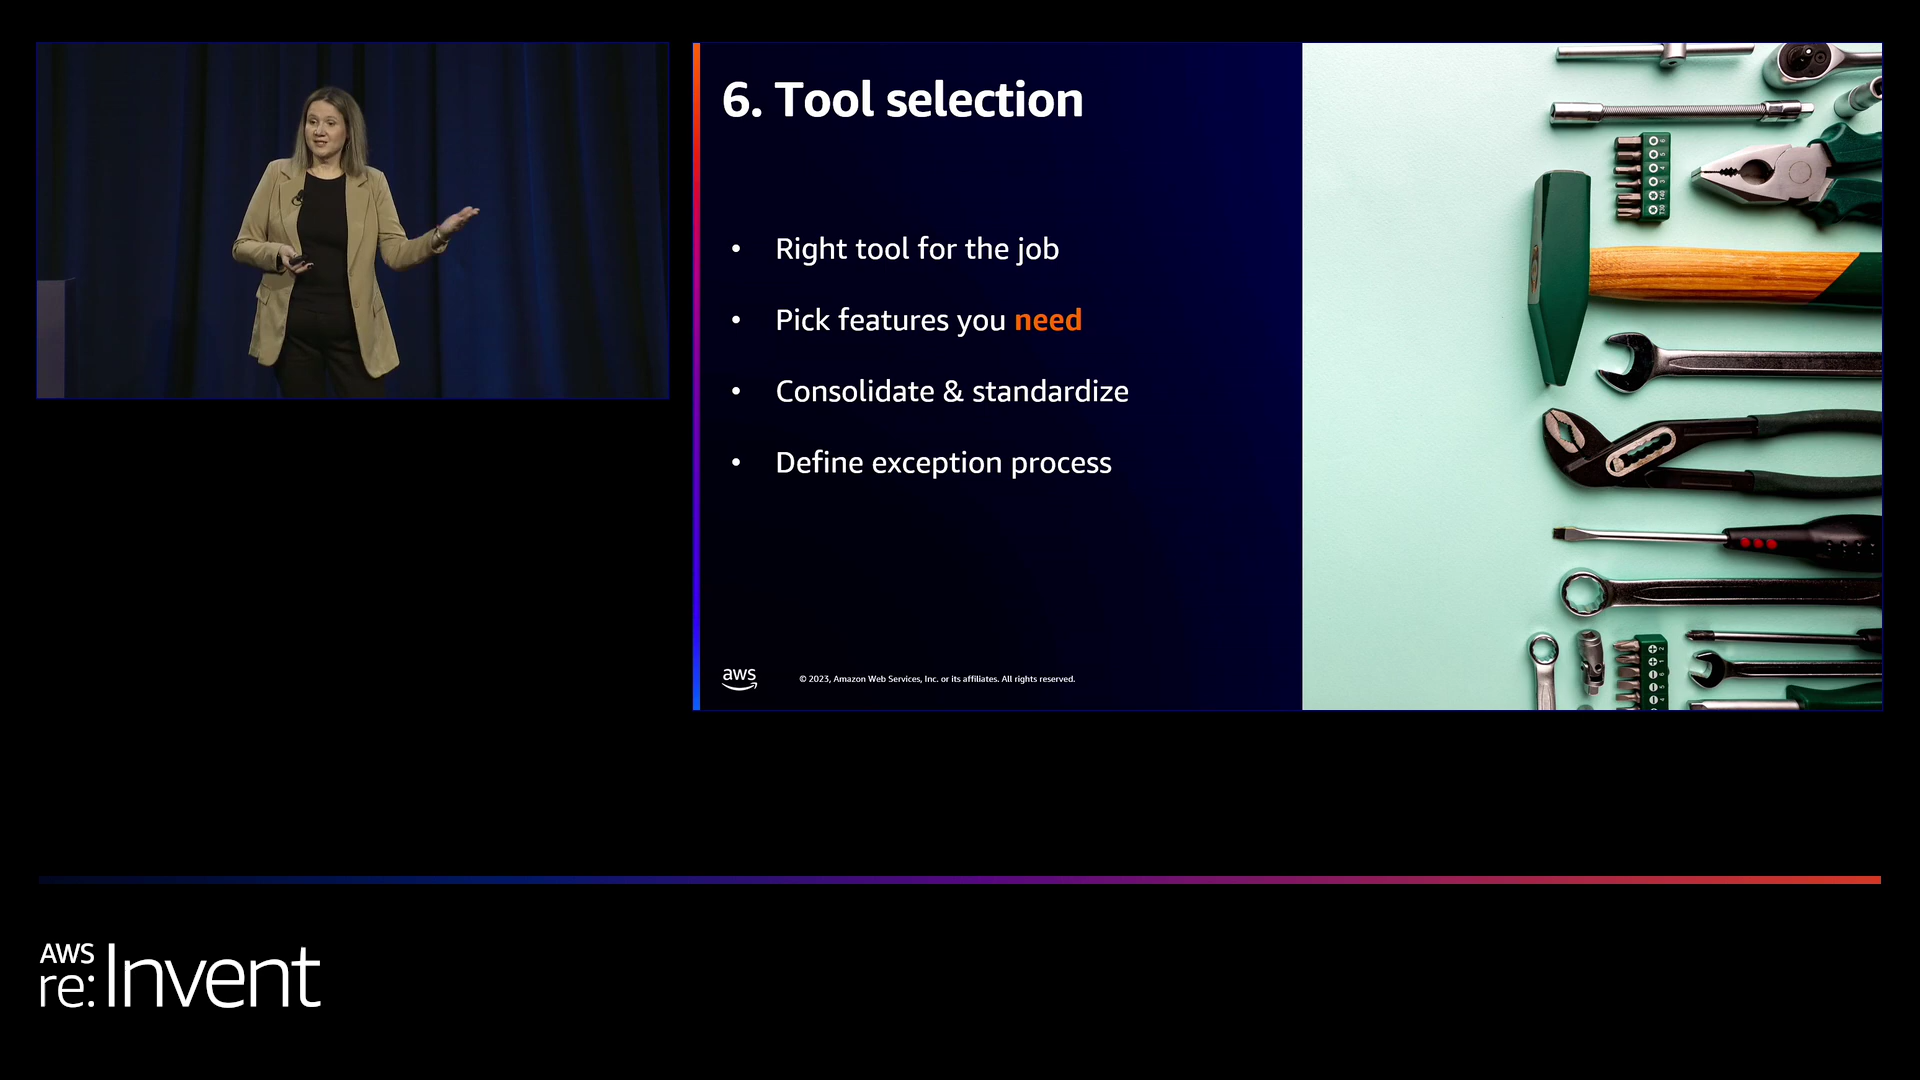 6. Tool selection
• Right tool for the job
• Pick features you need
• Consolidate & standardize
• Define exception process
aws
© 2023, Amazon Web Services, Inc. or its affiliates. All rights reserved.
AWS
re:Invent